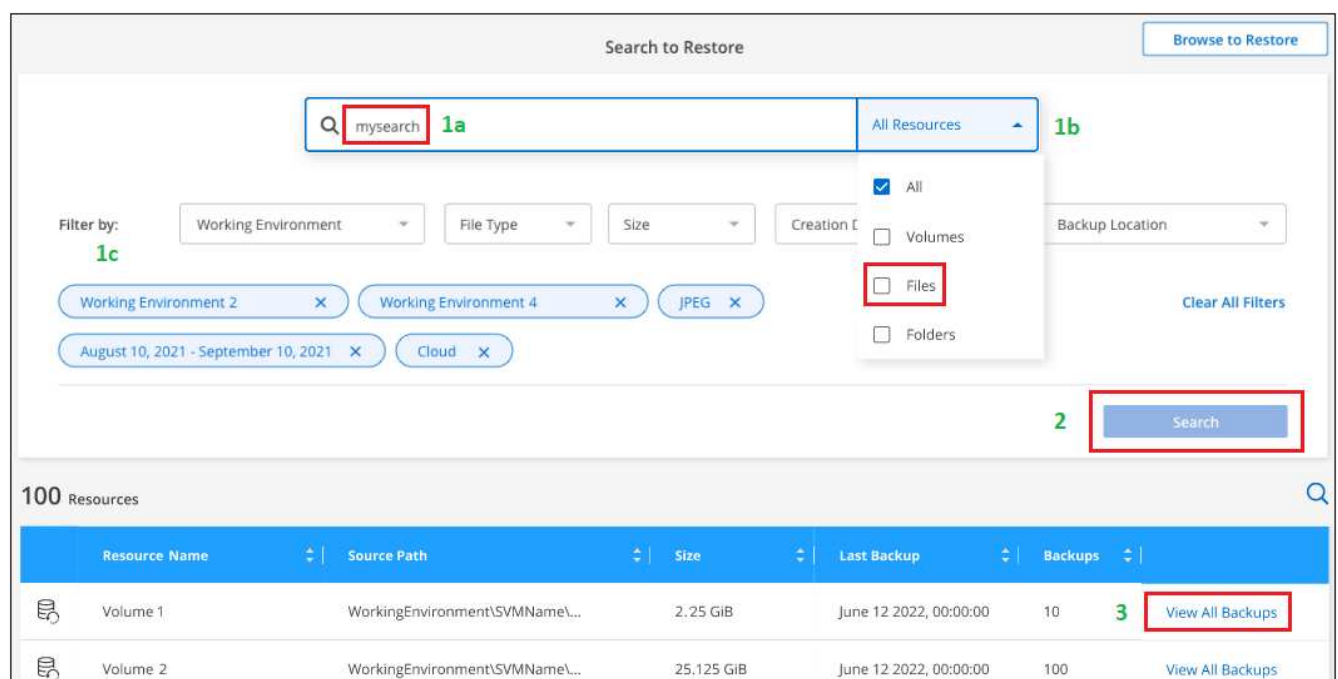 Search to Restore
Browse to Restore
mysearch 1a All Resources 1b
All
Filter by: Working Environment File Type Size Creation D Backup Location
Volumes
1c
Files
Working Environment 2 Working Environment 4 JPEG Clear All Filters
Folders
August 10, 2021 - September 10, 2021 Cloud
2 Search
100 Resources
Resource Name Source Path Size Last Backup Backups
Volume 1 WorkingEnvironment\SVMName\... 2.25 GiB June 12 2022, 00:00:00 10 3 View All Backups
Volume 2 WorkingEnvironment\SVMName\... 25.125 GiB June 12 2022, 00:00:00 100 View All Backups